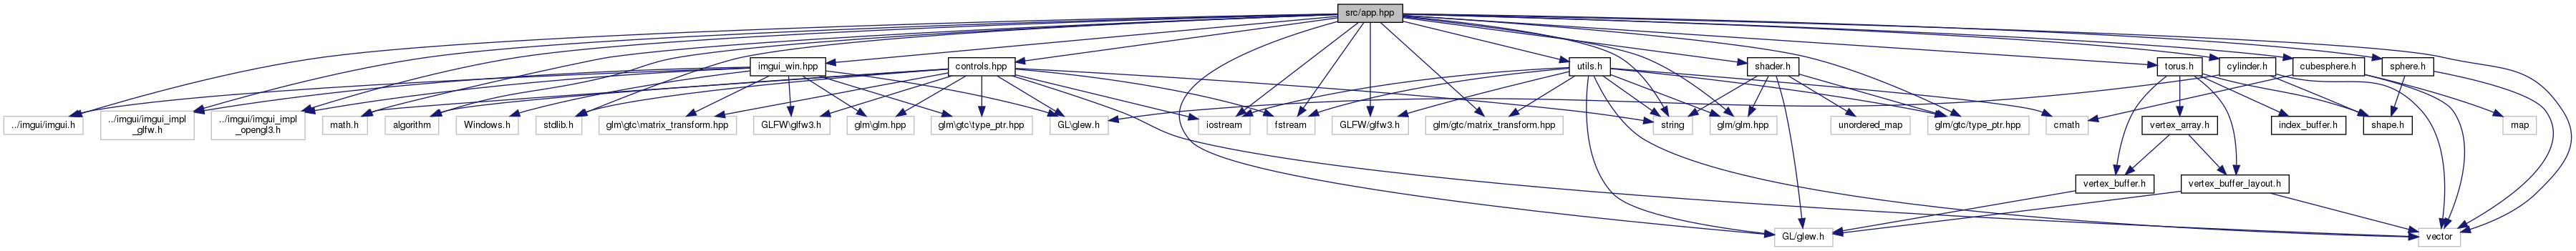 src/app.hpp
imgui_win.hpp
controls.hpp
utils.h
shader.h
torus.h
cylinder.h
cubesphere.h
sphere.h
../imgui/imgui.h
../imgui/imgui_impl
_glfw.h
../imgui/imgui_impl
_opengl3.h
math.h
algorithm
Windows.h
stdlib.h
glm\gtc\matrix_transform.hpp
GLFW\glfw3.h
glm\glm.hpp
glm\gtc\type_ptr.hpp
GL\glew.h
iostream
fstream
GLFW/glfw3.h
glm/gtc/matrix_transform.hpp
string
glm/glm.hpp
unordered_map
glm/gtc/type_ptr.hpp
cmath
vertex_array.h
index_buffer.h
shape.h
map
vertex_buffer.h
vertex_buffer_layout.h
GL/glew.h
vector